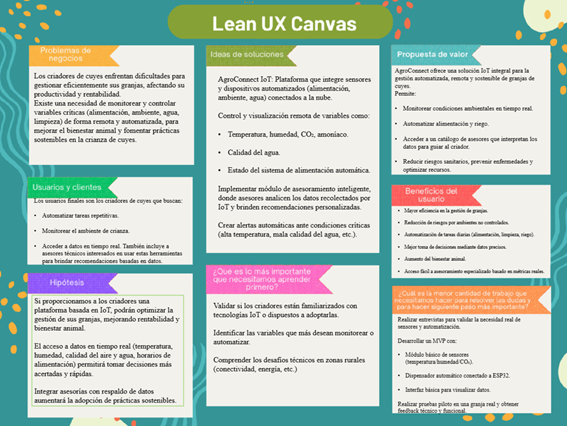 Lean UX Canvas
Problemas de
negocios
Los criadores de cuyes enfrentan dificultades para
gestionar eficientemente sus granjas, afectando su
productividad y rentabilidad.
Existe una necesidad de monitorear y controlar
variables críticas (alimentación, ambiente, agua,
limpieza) de forma remota y automatizada, para
mejorar el bienestar animal y fomentar prácticas
sostenibles en la crianza de cuyes.
Usuarios y clientes
Los usuarios finales son los criadores de cuyes que buscan:
• Automatizar tareas repetitivas.
• Monitorear el ambiente de crianza.
• Acceder a datos en tiempo real. También incluye a
asesores técnicos interesados en usar estas herramientas
para brindar recomendaciones basadas en datos.
Hipótesis
Si proporcionamos a los criadores una
plataforma basada en IoT, podrán optimizar la
gestión de sus granjas, mejorando rentabilidad y
bienestar animal.
El acceso a datos en tiempo real (temperatura,
humedad, calidad del aire y agua, horarios de
alimentación) permitirá tomar decisiones más
acertadas y rápidas.
Integrar asesorías con respaldo de datos
aumentará la adopción de prácticas sostenibles.
Ideas de soluciones
AgroConnect IoT: Plataforma que integre sensores
y dispositivos automatizados (alimentación,
ambiente, agua) conectados a la nube.
Control y visualización remota de variables como:
• Temperatura, humedad, CO₂, amoníaco.
• Calidad del agua.
• Estado del sistema de alimentación automática.
Implementar módulo de asesoramiento inteligente,
donde asesores analicen los datos recolectados por
IoT y brinden recomendaciones personalizadas.
Crear alertas automáticas ante condiciones críticas
(alta temperatura, mala calidad del agua, etc.).
¿Qué es lo más importante
que necesitamos aprender
primero?
Validar si los criadores están familiarizados con
tecnologías IoT o dispuestos a adoptarlas.
Identificar las variables que más desean monitorear o
automatizar.
Comprender los desafíos técnicos en zonas rurales
(conectividad, energía, etc.)
Propuesta de valor
AgroConnect ofrece una solución IoT integral para la
gestión automatizada, remota y sostenible de granjas de
cuyes.
Permite:
• Monitorear condiciones ambientales en tiempo real.
• Automatizar alimentación y riego.
• Acceder a un catálogo de asesores que interpretan los
datos para guiar al criador.
• Reducir riesgos sanitarios, prevenir enfermedades y
optimizar recursos.
Beneficios del
usuario
• Mayor eficiencia en la gestión de granjas.
• Reducción de riesgos por ambientes no controlados.
• Automatización de tareas diarias (alimentación, limpieza, riego).
• Mejor toma de decisiones mediante datos precisos.
• Aumento del bienestar animal.
• Acceso fácil a asesoramiento especializado basado en métricas reales.
¿Cuál es la menor cantidad de trabajo que
necesitamos hacer para resolver las dudas y
para hacer siguiente paso más importante?
Realizar entrevistas para validar la necesidad real de
sensores y automatización.
Desarrollar un MVP con:
• Módulo básico de sensores
(temperatura/humedad/CO₂).
• Dispensador automático conectado a ESP32.
• Interfaz básica para visualizar datos.
Realizar pruebas piloto en una granja real y obtener
feedback técnico y funcional.